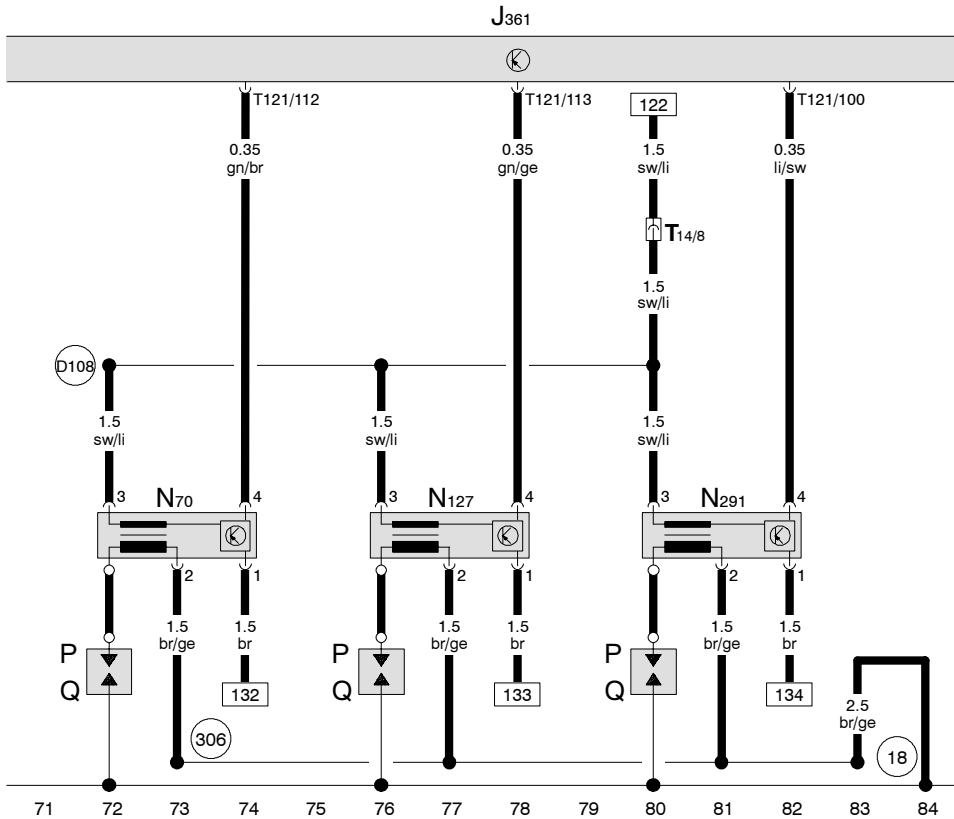 J361
T121/112
T121/113
122
T121/100
0.35
gn/br
0.35
gn/ge
1.5
sw/li
0.35
li/sw
T14/8
1.5
sw/li
D108
1.5
sw/li
1.5
sw/li
1.5
sw/li
3 N70 4
3 N127 4
3 N291 4
2 1
2 1
2 1
1.5
br/ge
1.5
br
1.5
br/ge
1.5
br
1.5
br/ge
1.5
br
P
Q
P
Q
P
Q
132
133
134
2.5
br/ge
306
18
71 72 73 74 75 76 77 78 79 80 81 82 83 84